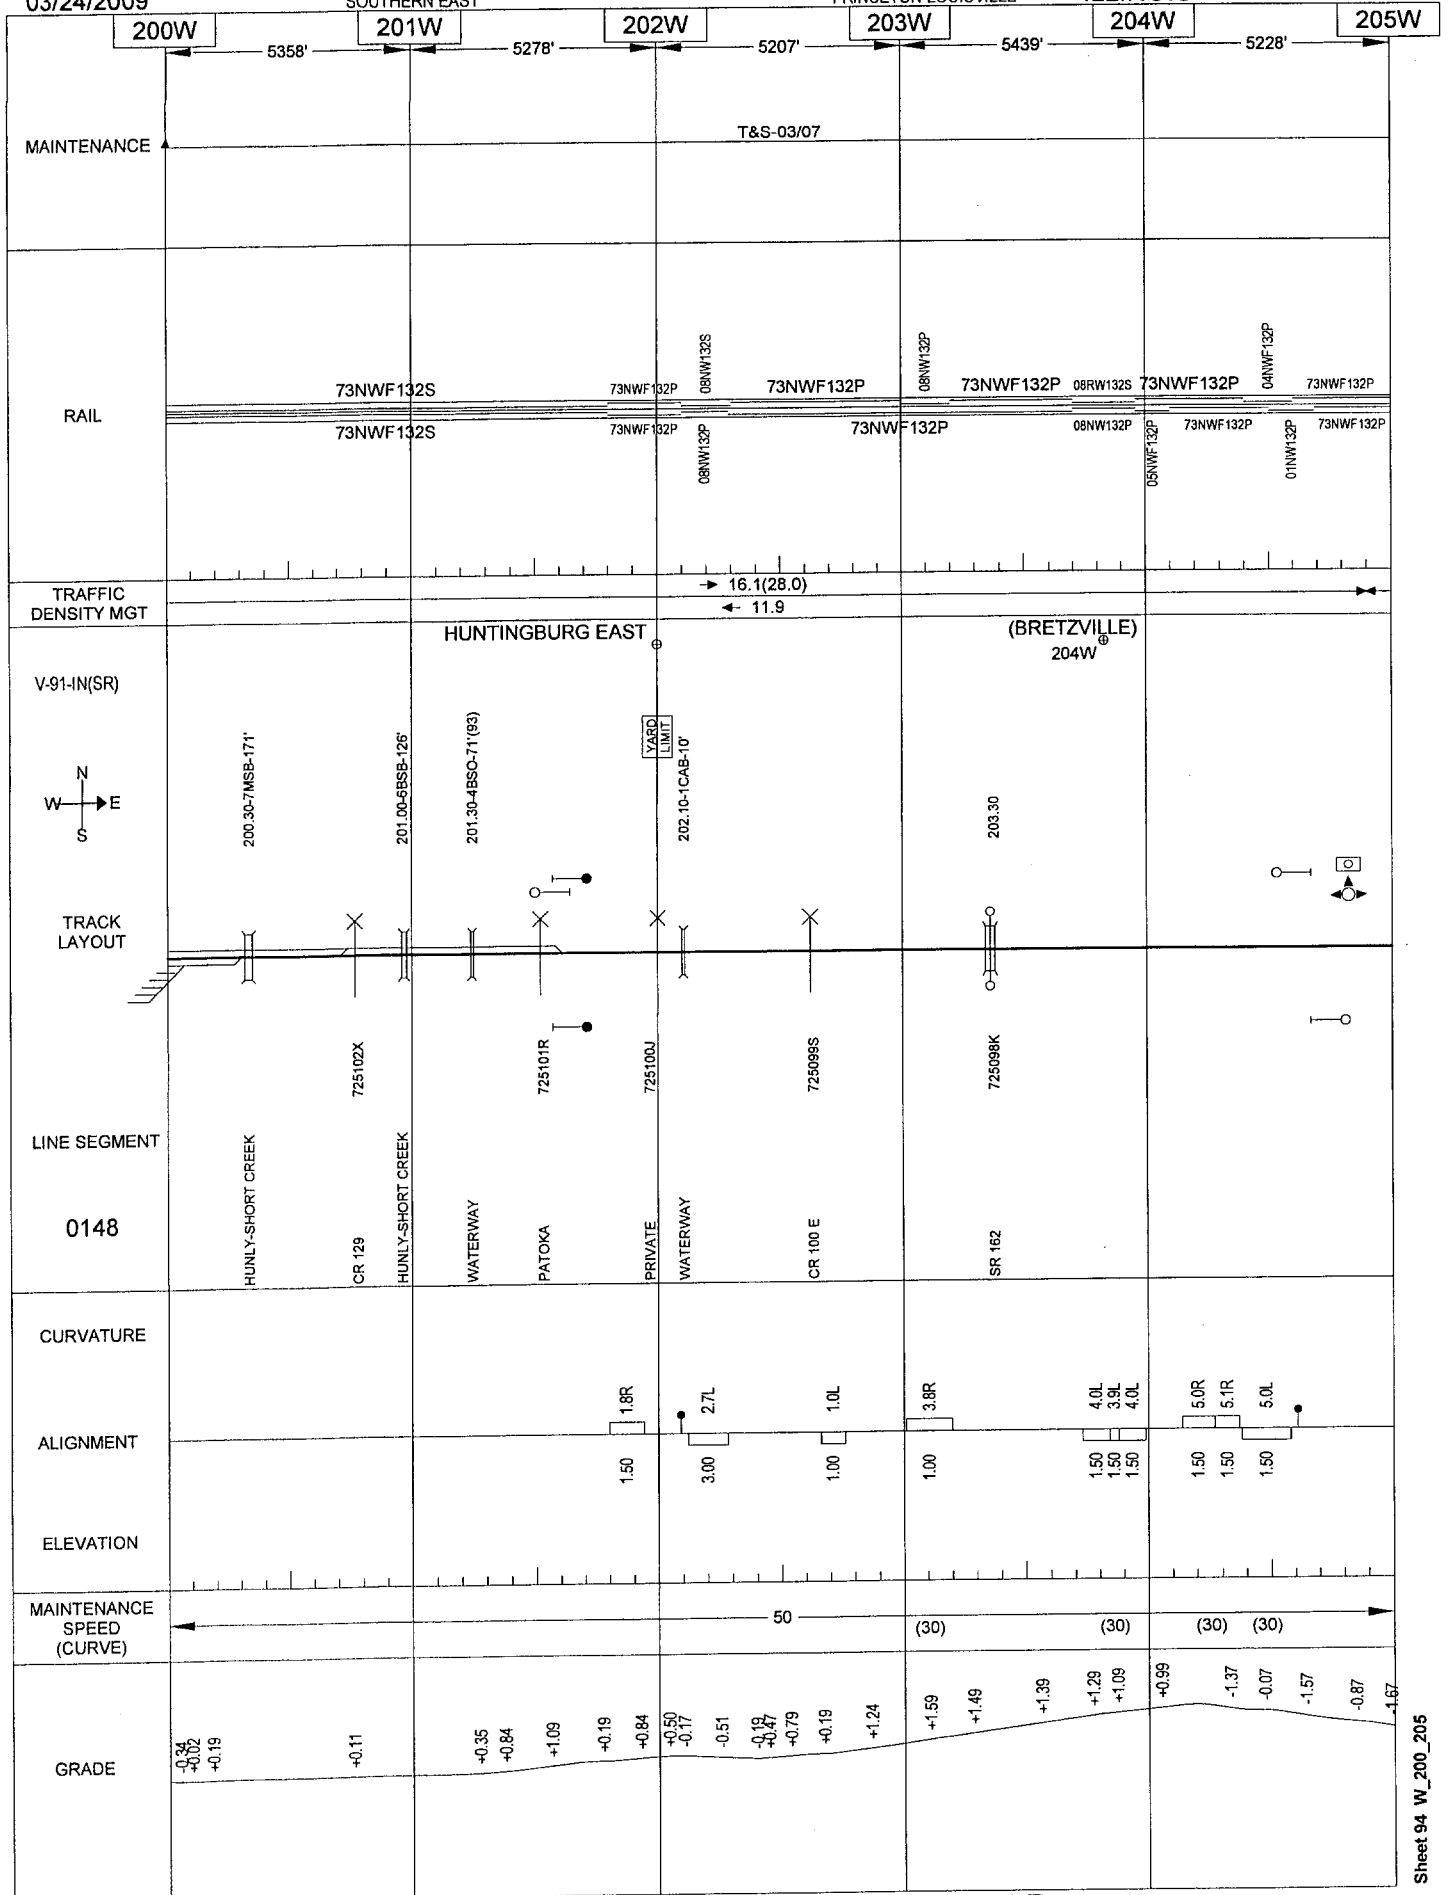 03/24/2009
SOUTHERN EAST
200W 201W 202W 203W 204W 205W
5358' 5278' 5207' 5439' 5228'
MAINTENANCE
T&S-03/07
RAIL
08NW132S 08NW132P 04NWF132P
73NWF132S 73NWF132P 73NWF132P 73NWF132P 08RW132S 73NWF132P 73NWF132P
73NWF132S 73NWF132P 73NWF132P 08NW132P 73NWF132P 73NWF132P
08NW132P 05NWF132P 01NW132P
TRAFFIC
DENSITY MGT
16.1(28.0)
11.9
HUNTINGBURG EAST
(BRETZVILLE)
204W
V-91-IN(SR)
YARD
LIMIT
N
W E
S
200.30-7MSB-171'
201.00-6BSB-126'
201.30-4BSO-71'(93)
202.10-1CAB-10'
203.30
TRACK
LAYOUT
725102X
725101R
725100J
725099S
725098K
LINE SEGMENT
0148
HUNLY-SHORT CREEK
CR 129
HUNLY-SHORT CREEK
WATERWAY
PATOKA
PRIVATE
WATERWAY
CR 100 E
SR 162
CURVATURE
1.8R 2.7L 1.0L 3.8R 4.0L 3.9L 4.0L 5.0R 5.1R 5.0L
ALIGNMENT
1.50 3.00 1.00 1.00 1.50 1.50 1.50 1.50 1.50 1.50
ELEVATION
MAINTENANCE
SPEED
(CURVE)
50
(30) (30) (30) (30)
GRADE
-0.34 +0.02 +0.19 +0.11 +0.35 +0.84 +1.09 +0.19 +0.84 +0.50 -0.17 -0.51 -0.19 +0.47 +0.79 +0.19 +1.24 +1.59 +1.49 +1.39 +1.29 +1.09 +0.99 -1.37 -0.07 -1.57 -0.87 -1.67
Sheet 94 W_200_205